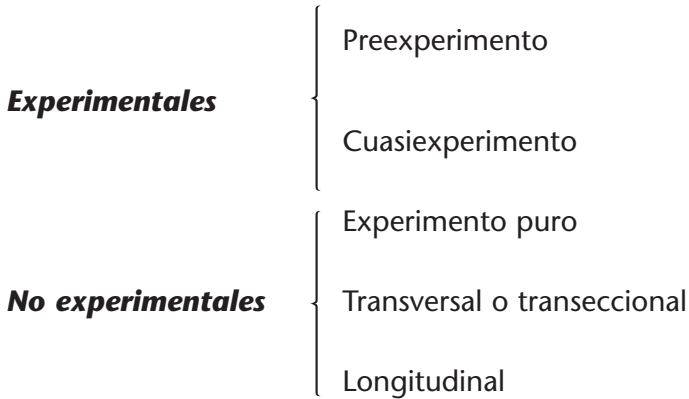 Preexperimento
Experimentales
Cuasiexperimento
Experimento puro
No experimentales
Transversal o transeccional
Longitudinal